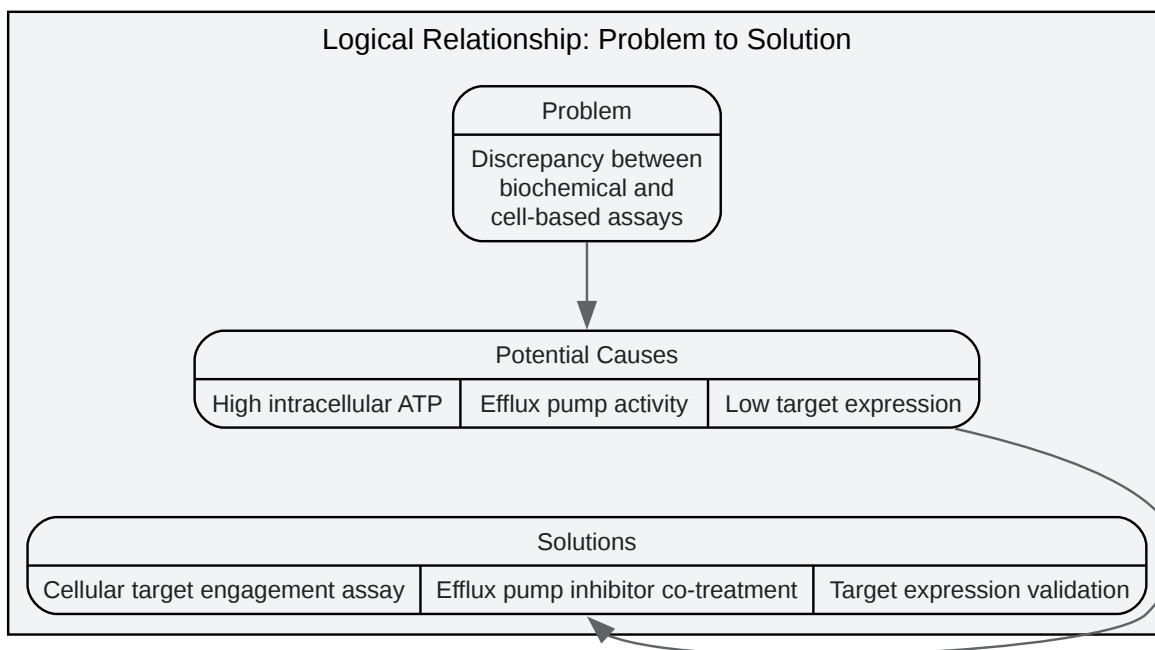 Logical Relationship: Problem to Solution
Problem
Discrepancy between
biochemical and
cell-based assays
Potential Causes
High intracellular ATP
Efflux pump activity
Low target expression
Solutions
Cellular target engagement assay
Efflux pump inhibitor co-treatment
Target expression validation